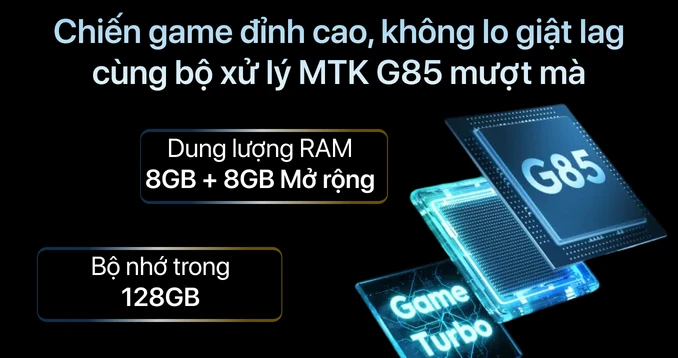 Chiến game đỉnh cao, không lo giật lag
cùng bộ xử lý MTK G85 mượt mà
Dung lượng RAM
8GB + 8GB Mở rộng
G85
Bộ nhớ trong
128GB
Game
Turbo